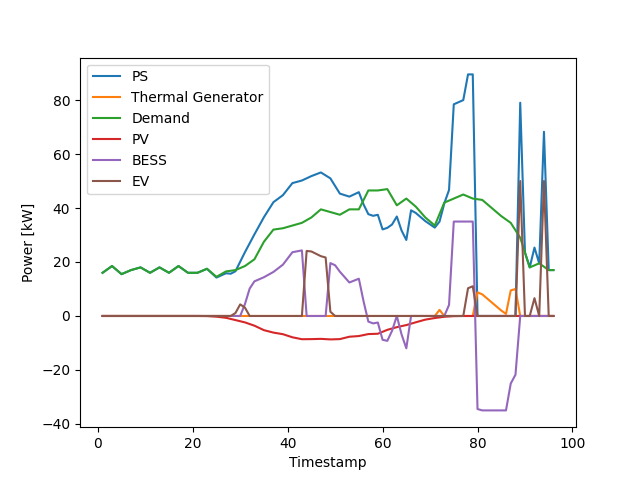 PS
Thermal Generator
Demand
PV
BESS
EV
Power [kW]
80
60
40
20
0
−20
−40
0 20 40 60 80 100
Timestamp